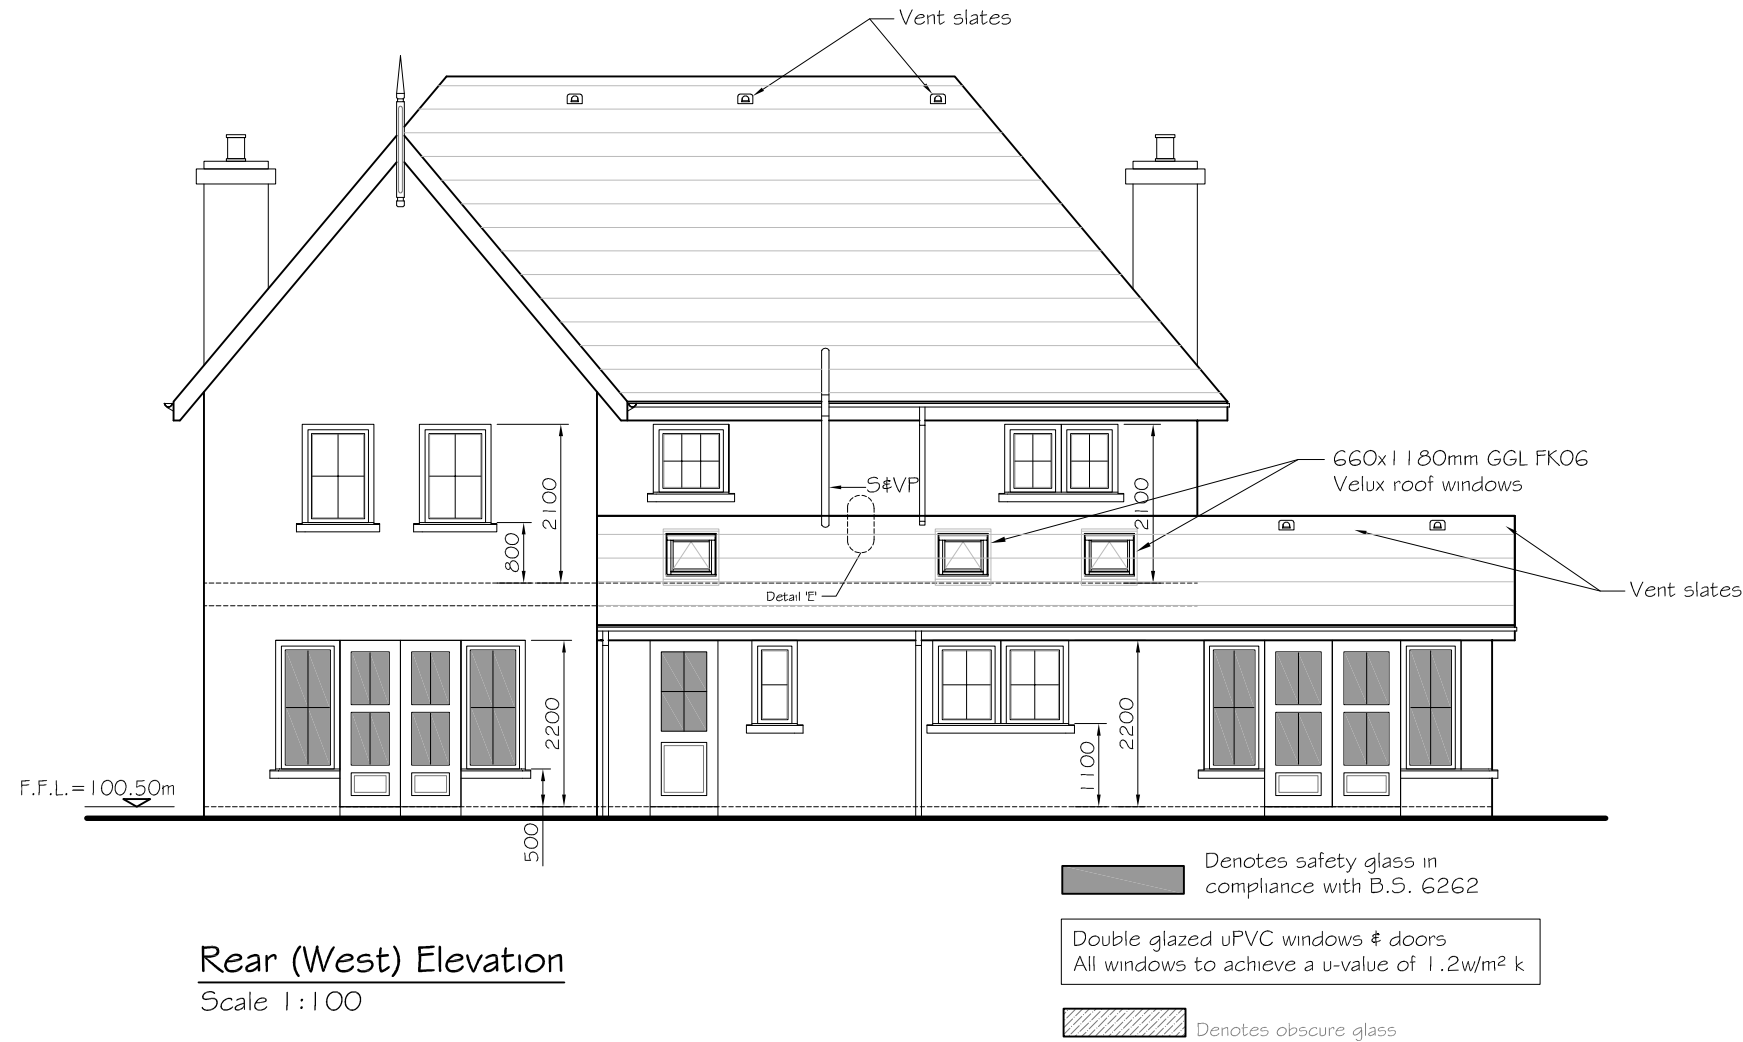 Vent slates
660x1180mm GGL FK06
Velux roof windows
S&VP
2100
2100
800
Detail 'E'
Vent slates
2200
2200
1100
F.F.L.=100.50m
500
Denotes safety glass in
compliance with B.S. 6262
Double glazed uPVC windows & doors
All windows to achieve a u-value of 1.2w/m² k
Rear (West) Elevation
Scale 1:100
Denotes obscure glass